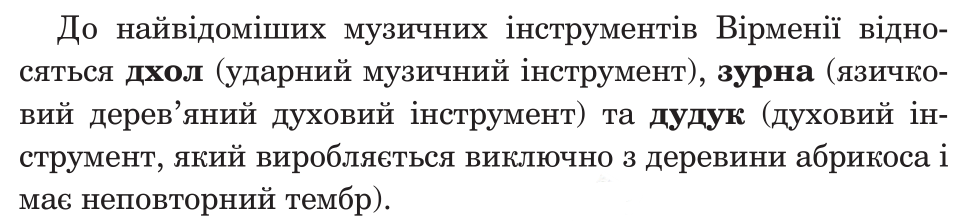 До найвідоміших музичних інструментів Вірменії відно-
сяться дхол (ударний музичний інструмент), зурна (язичко-
вий дерев’яний духовий інструмент) та дудук (духовий ін-
струмент, який виробляється виключно з деревини абрикоса і
має неповторний тембр).